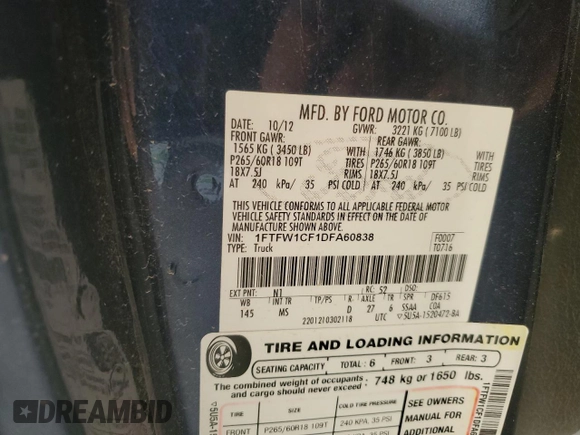 MFD. BY FORD MOTOR CO.
DATE: 10/12 GVWR: 3221 KG ( 7100 LB)
FRONT GAWR: REAR GAWR:
1565 KG ( 3450 LB) WITH 1746 KG ( 3850 LB) WITH
P265/60R18 109T TIRES P265/60R18 109T TIRES
18X7.5J RIMS 18X7.5J RIMS
AT 240 kPa/ 35 PSI COLD AT 240 kPa/ 35 PSI COLD
THIS VEHICLE CONFORMS TO ALL APPLICABLE FEDERAL MOTOR
VEHICLE SAFETY STANDARDS IN EFFECT ON THE DATE OF
MANUFACTURE SHOWN ABOVE.
VIN: 1FTFW1CF1DFA60838 F0007
TYPE: Truck T0716
EXT PNT: N1 RC: 52 DSO:
WB INT TR TP/PS R AXLE TR SPR DF615
145 MS D 27 6 SSAA COA
2201210302118 UTC ▽5U5A-1520472-BA
TIRE AND LOADING INFORMATION
SEATING CAPACITY TOTAL: 6 FRONT: 3 REAR: 3
The combined weight of occupants and cargo should never exceed: 748 kg or 1650 lbs.
TIRE SIZE COLD TIRE PRESSURE SEE OWNERS
MANUAL FOR
FRONT P265/60R18 109T 240 KPA, 35 PSI ADDITIONAL
DREAMBID